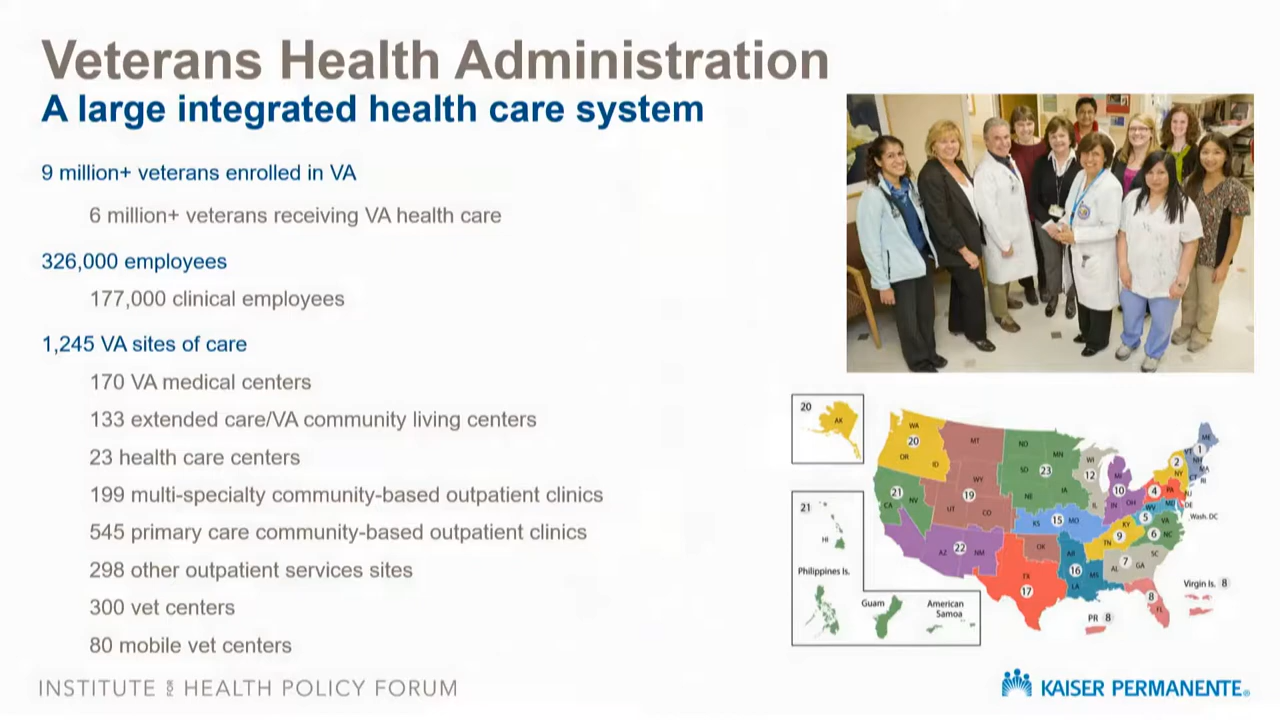 Veterans Health Administration
A large integrated health care system
9 million+ veterans enrolled in VA
6 million+ veterans receiving VA health care
326,000 employees
177,000 clinical employees
1,245 VA sites of care
170 VA medical centers
133 extended care/VA community living centers
23 health care centers
199 multi-specialty community-based outpatient clinics
545 primary care community-based outpatient clinics
298 other outpatient services sites
300 vet centers
80 mobile vet centers
20
AK
WA
20
OR
ID
MT
WY
19
UT
CO
ND
MN
SD
23
NE
IA
WI
12
IL
MI
10
IN
OH
ME
1
VT
NH
MA
CT
RI
2
NY
4
PA
NJ
DE
MD
Wash. DC
5
WV
VA
6
NC
21
CA
NV
22
AZ
NM
15
KS
MO
KY
9
TN
OK
AR
16
MS
LA
SC
7
AL
GA
TX
17
8
FL
21
HI
Philippines Is.
Guam
American
Samoa
Virgin Is. 8
PR 8
INSTITUTE FOR HEALTH POLICY FORUM
KAISER PERMANENTE®